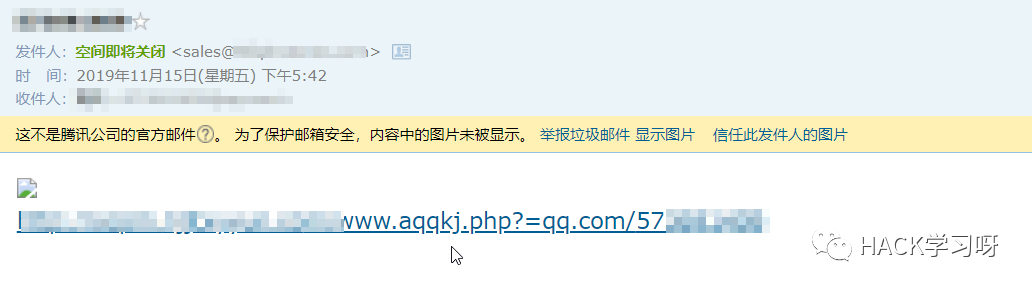 发件人：空间即将关闭 <sales@ >
时 间：2019年11月15日(星期五) 下午5:42
收件人：
这不是腾讯公司的官方邮件?。 为了保护邮箱安全，内容中的图片未被显示。 举报垃圾邮件 显示图片 信任此发件人的图片
www.aqqkj.php?=qq.com/57
HACK学习呀